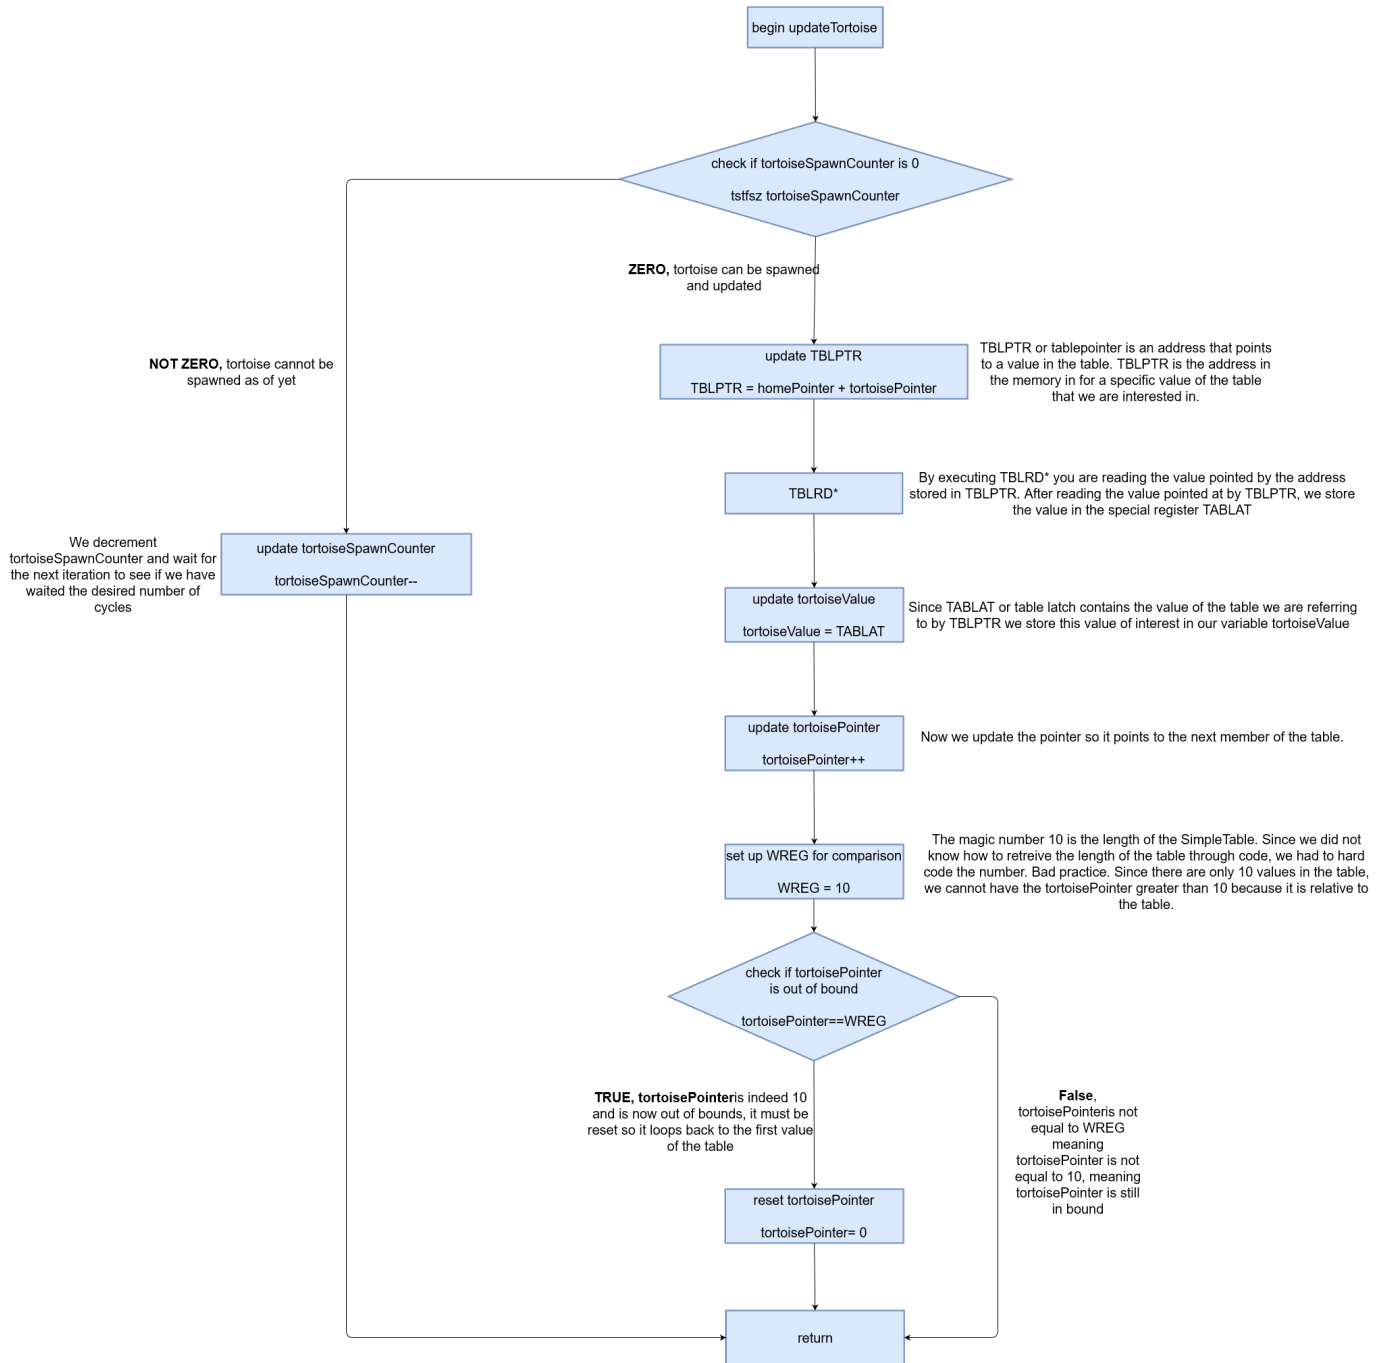 begin updateTortoise
check if tortoiseSpawnCounter is 0
tstfsz tortoiseSpawnCounter
ZERO, tortoise can be spawned
and updated
NOT ZERO, tortoise cannot be
spawned as of yet
update TBLPTR
TBLPTR = homePointer + tortoisePointer
TBLPTR or tablepointer is an address that points
to a value in the table. TBLPTR is the address in
the memory in for a specific value of the table
that we are interested in.
TBLRD*
By executing TBLRD* you are reading the value pointed by the address
stored in TBLPTR. After reading the value pointed at by TBLPTR, we store
the value in the special register TABLAT
We decrement
tortoiseSpawnCounter and wait for
the next iteration to see if we have
waited the desired number of
cycles
update tortoiseSpawnCounter
tortoiseSpawnCounter--
update tortoiseValue
tortoiseValue = TABLAT
Since TABLAT or table latch contains the value of the table we are referring
to by TBLPTR we store this value of interest in our variable tortoiseValue
update tortoisePointer
tortoisePointer++
Now we update the pointer so it points to the next member of the table.
set up WREG for comparison
WREG = 10
The magic number 10 is the length of the SimpleTable. Since we did not
know how to retreive the length of the table through code, we had to hard
code the number. Bad practice. Since there are only 10 values in the table,
we cannot have the tortoisePointer greater than 10 because it is relative to
the table.
check if tortoisePointer
is out of bound
tortoisePointer==WREG
TRUE, tortoisePointeris indeed 10
and is now out of bounds, it must be
reset so it loops back to the first value
of the table
False,
tortoisePointeris not
equal to WREG
meaning
tortoisePointer is not
equal to 10, meaning
tortoisePointer is still
in bound
reset tortoisePointer
tortoisePointer= 0
return